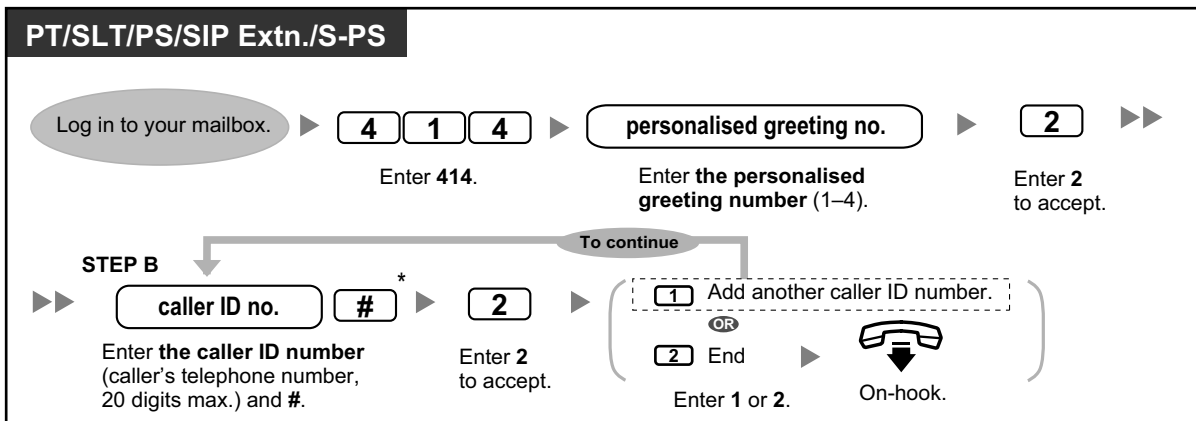 PT/SLT/PS/SIP Extn./S-PS
Log in to your mailbox.
4 1 4
personalised greeting no.
2
Enter 414.
Enter the personalised
greeting number (1–4).
Enter 2
to accept.
To continue
STEP B
caller ID no. # *
2
1 Add another caller ID number.
OR
2 End
Enter the caller ID number
(caller's telephone number,
20 digits max.) and #.
Enter 2
to accept.
Enter 1 or 2.
On-hook.